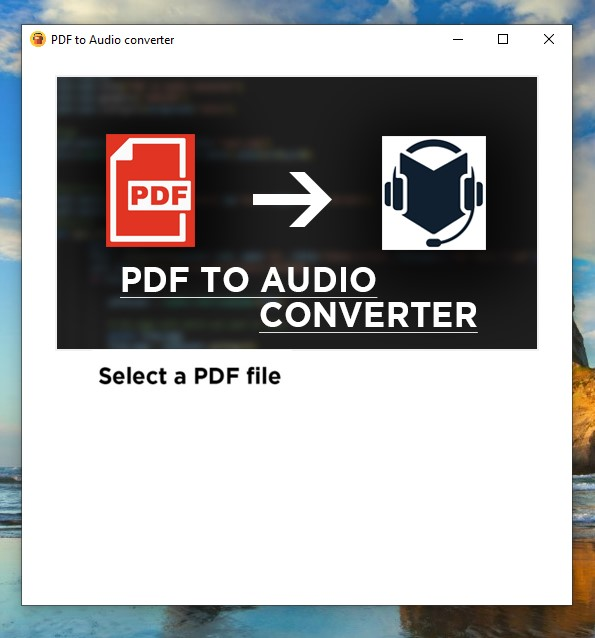 PDF to Audio converter
PDF
PDF TO AUDIO
CONVERTER
Select a PDF file